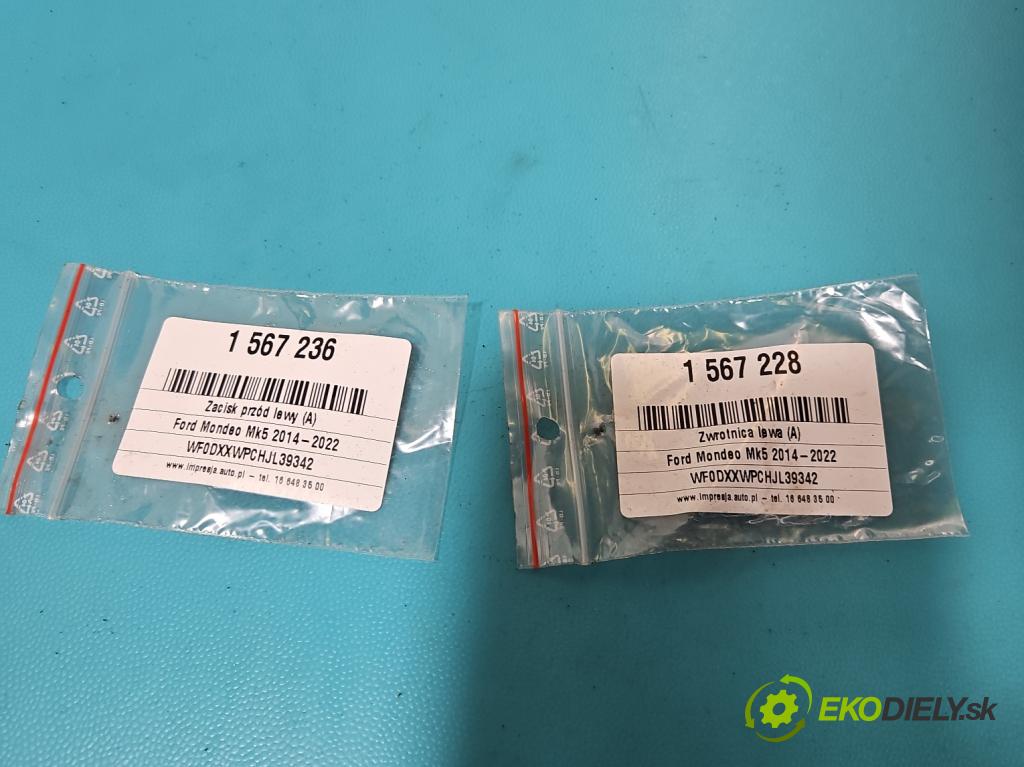 1 567 236
Zacisk przód lewy (A)
Ford Mondeo Mk5 2014-2022
WF0DXXWPCHJL39342
www.impresja.auto.pl - tel. 16 648 35 00
1 567 228
Zwrotnica lewa (A)
Ford Mondeo Mk5 2014-2022
WF0DXXWPCHJL39342
www.impresja.auto.pl - tel. 16 648 35 00
EKODIELY.sk